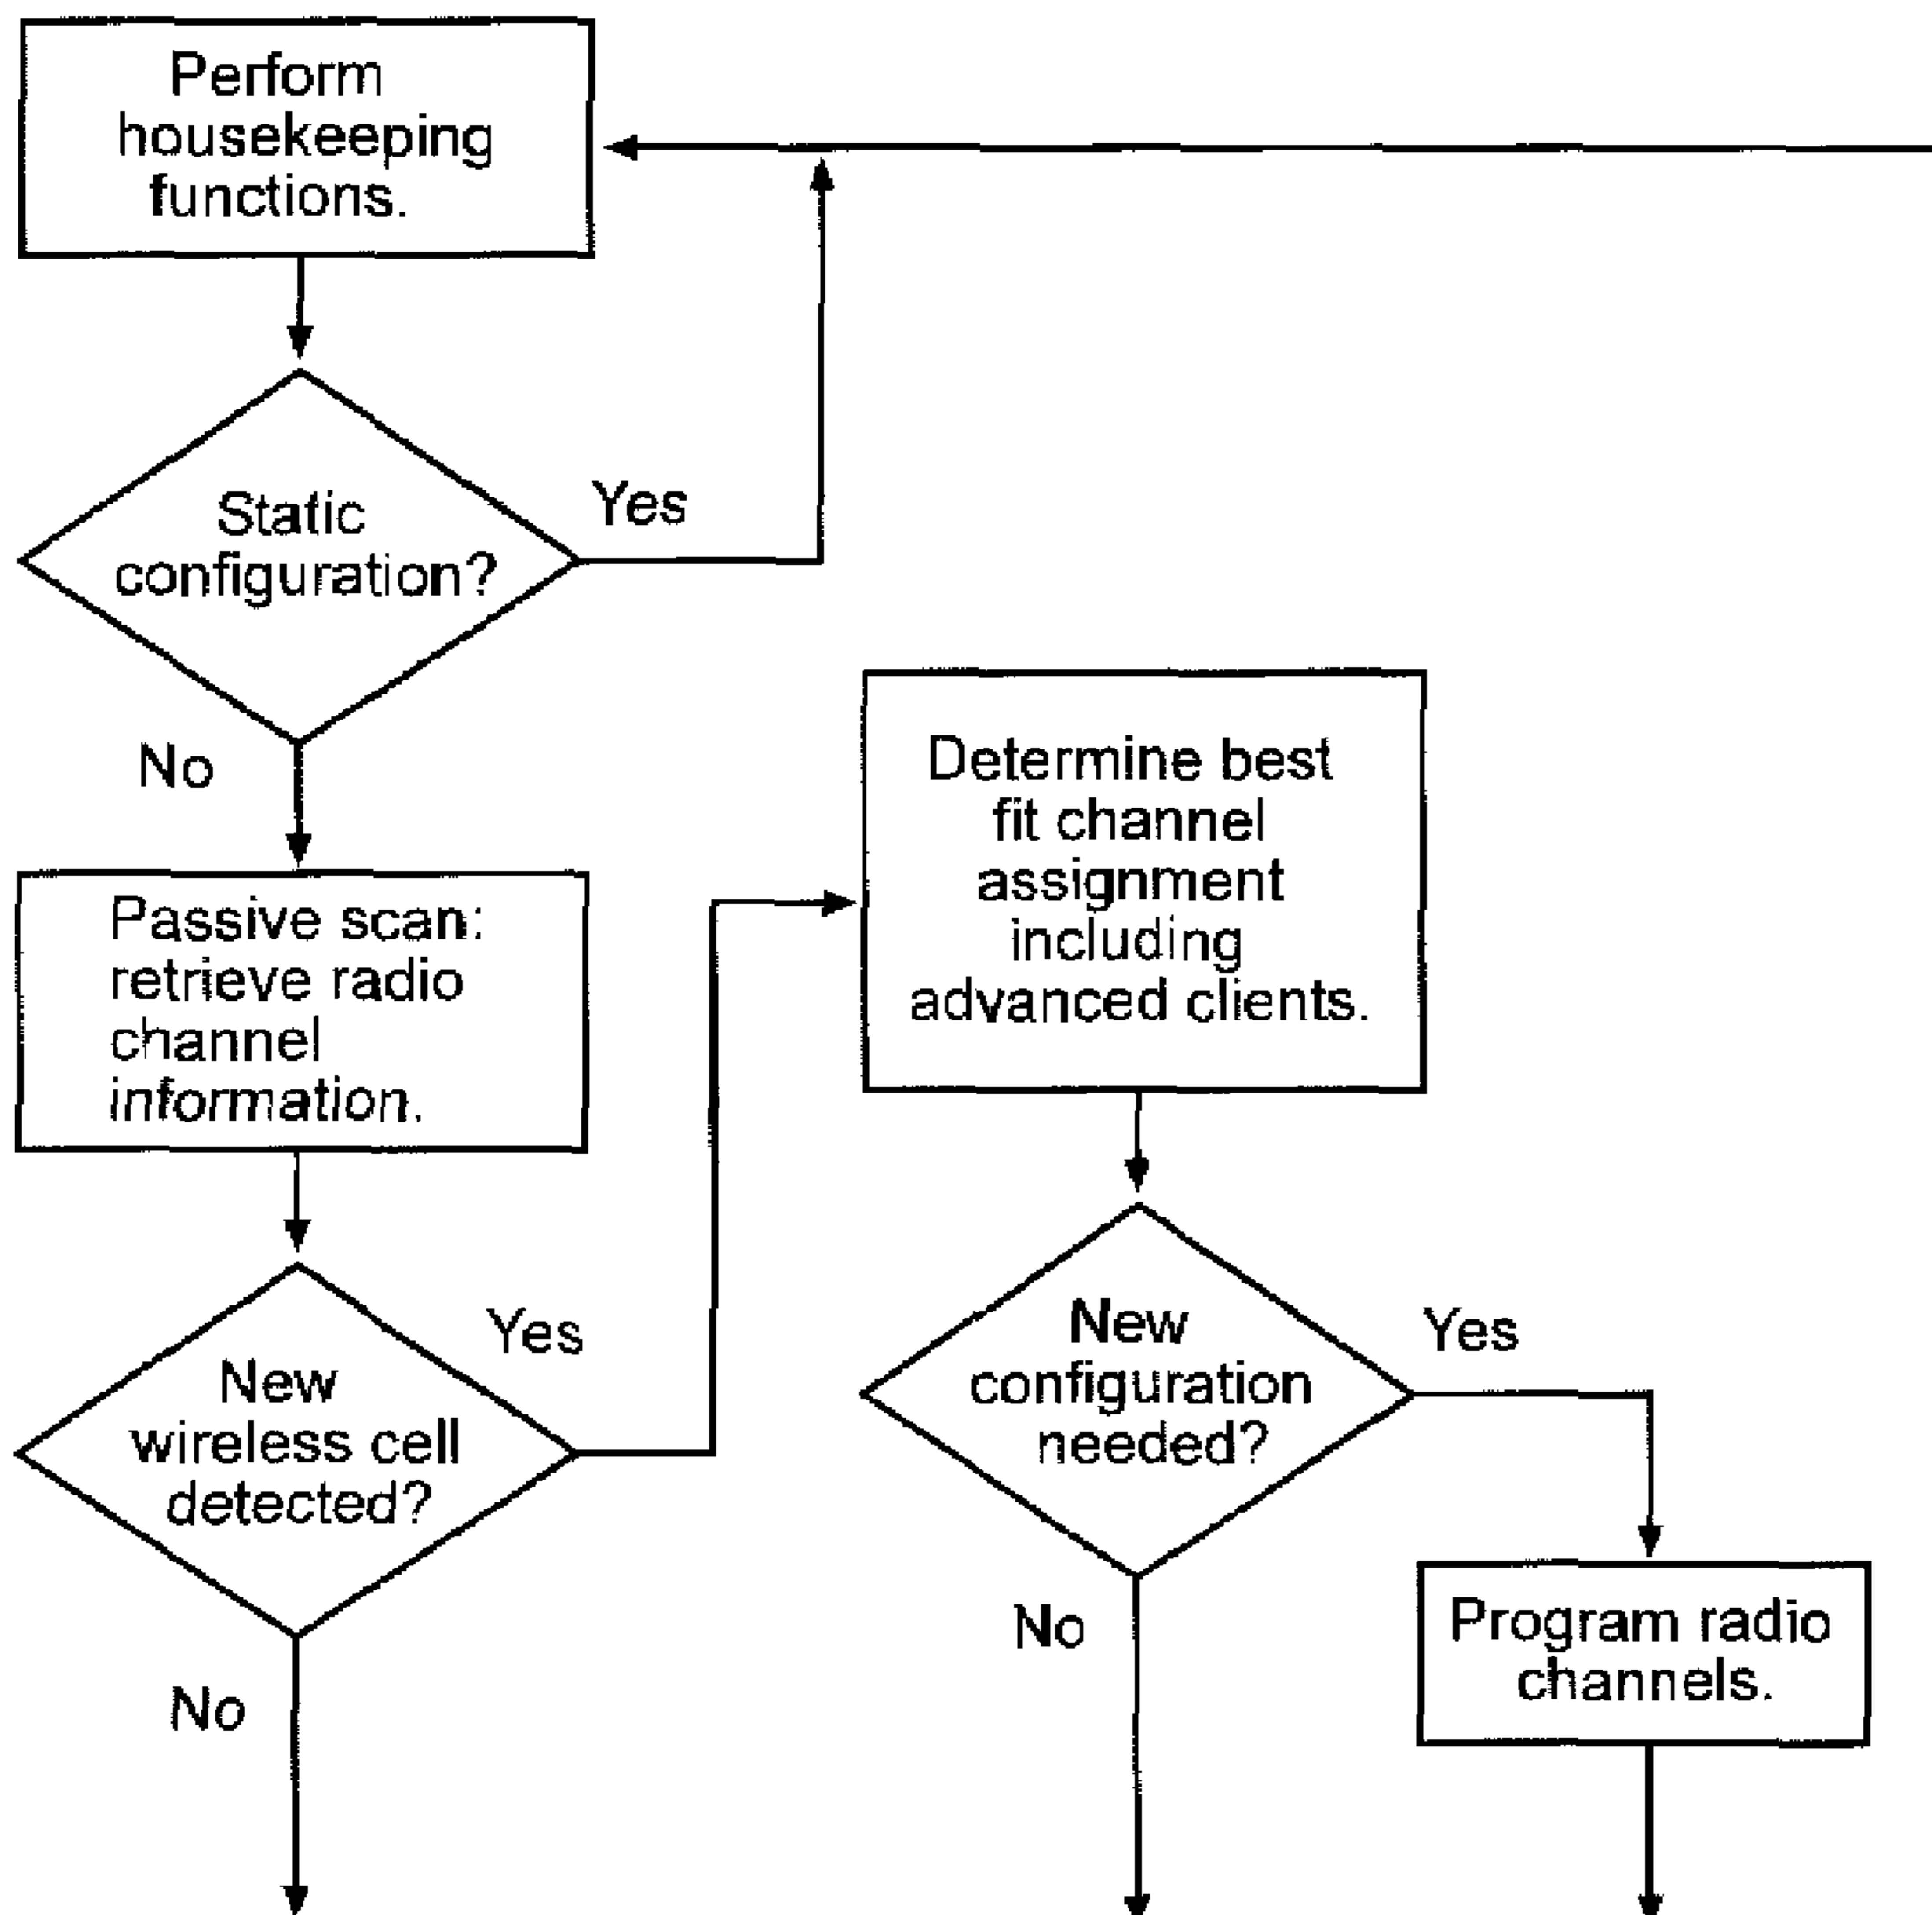 Perform
housekeeping
functions.
Static
configuration?
Yes
No
Passive scan:
retrieve radio
channel
information.
New
wireless cell
detected?
Yes
No
Determine best
fit channel
assignment
including
advanced clients.
New
configuration
needed?
Yes
No
Program radio
channels.